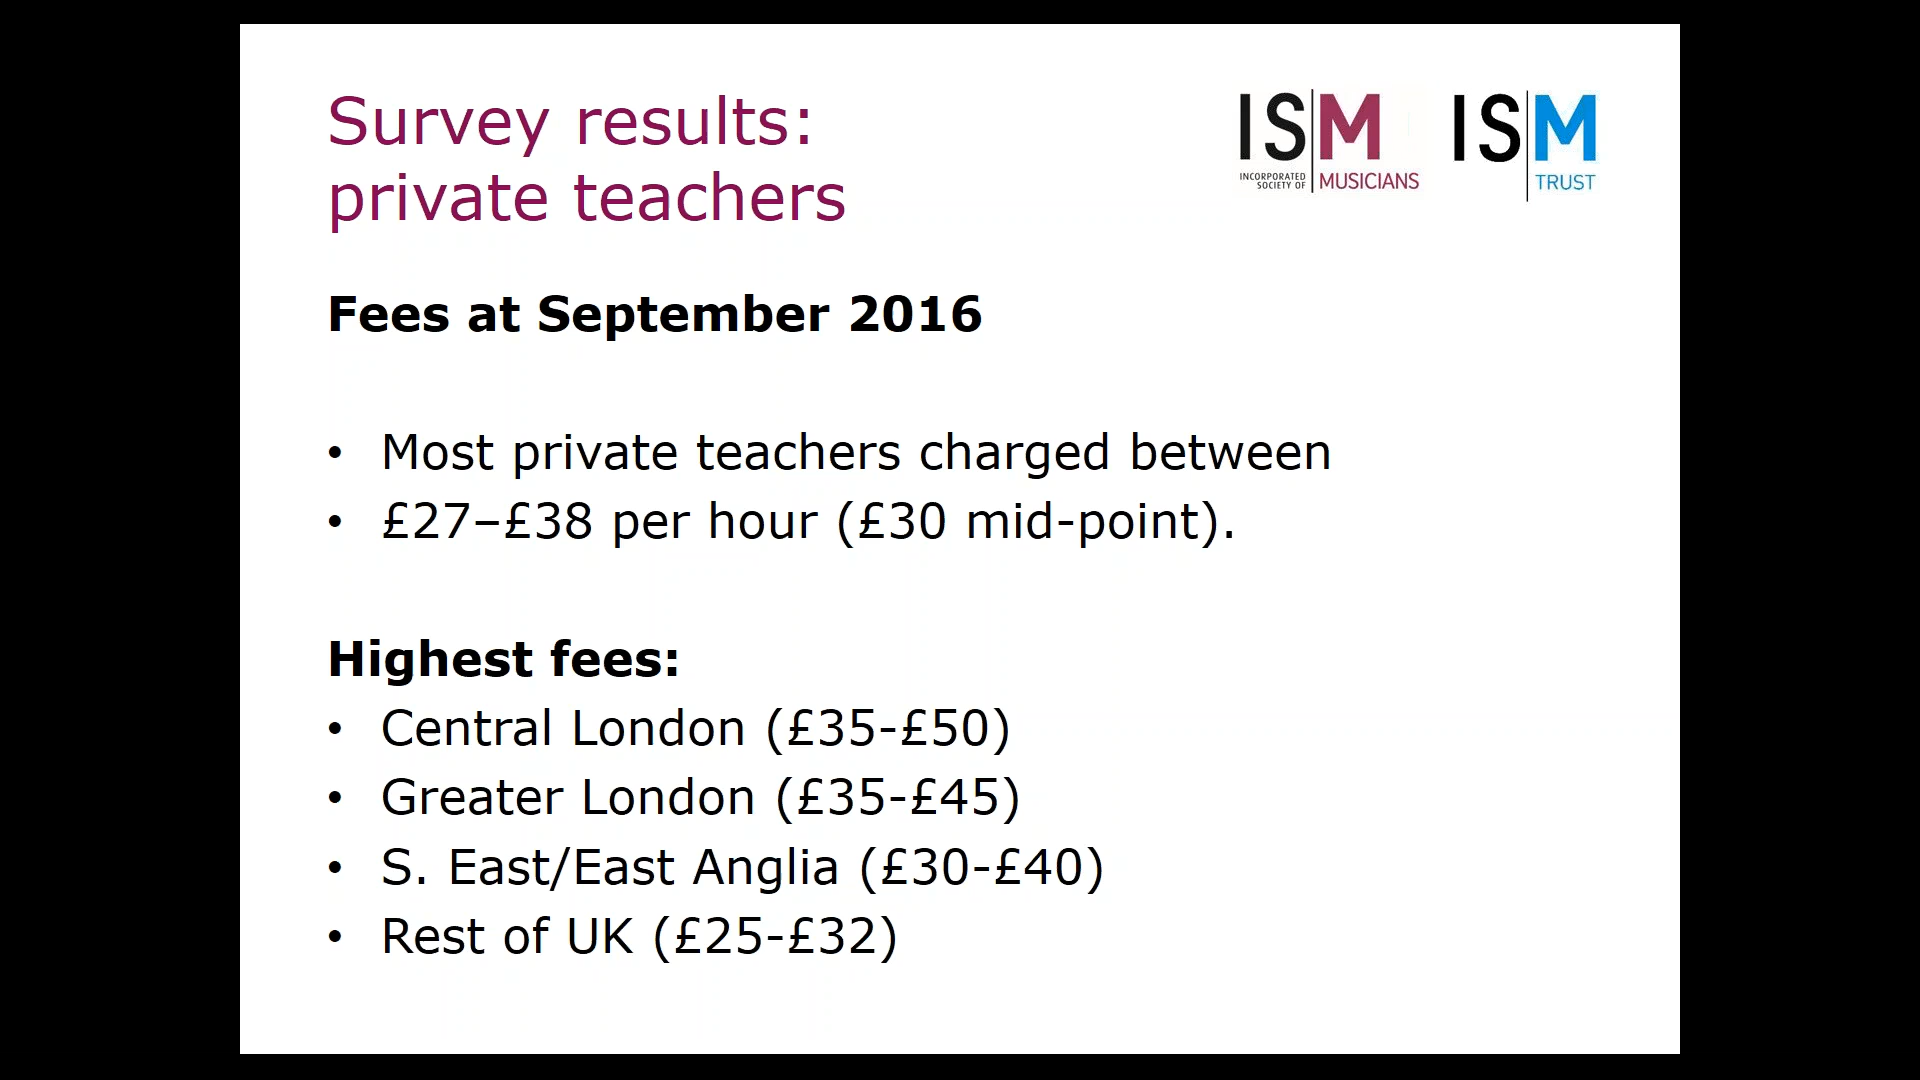 Survey results:
private teachers
ISM
INCORPORATED
SOCIETY OF
MUSICIANS
ISM
TRUST
Fees at September 2016
• Most private teachers charged between
• £27–£38 per hour (£30 mid-point).
Highest fees:
• Central London (£35-£50)
• Greater London (£35-£45)
• S. East/East Anglia (£30-£40)
• Rest of UK (£25-£32)